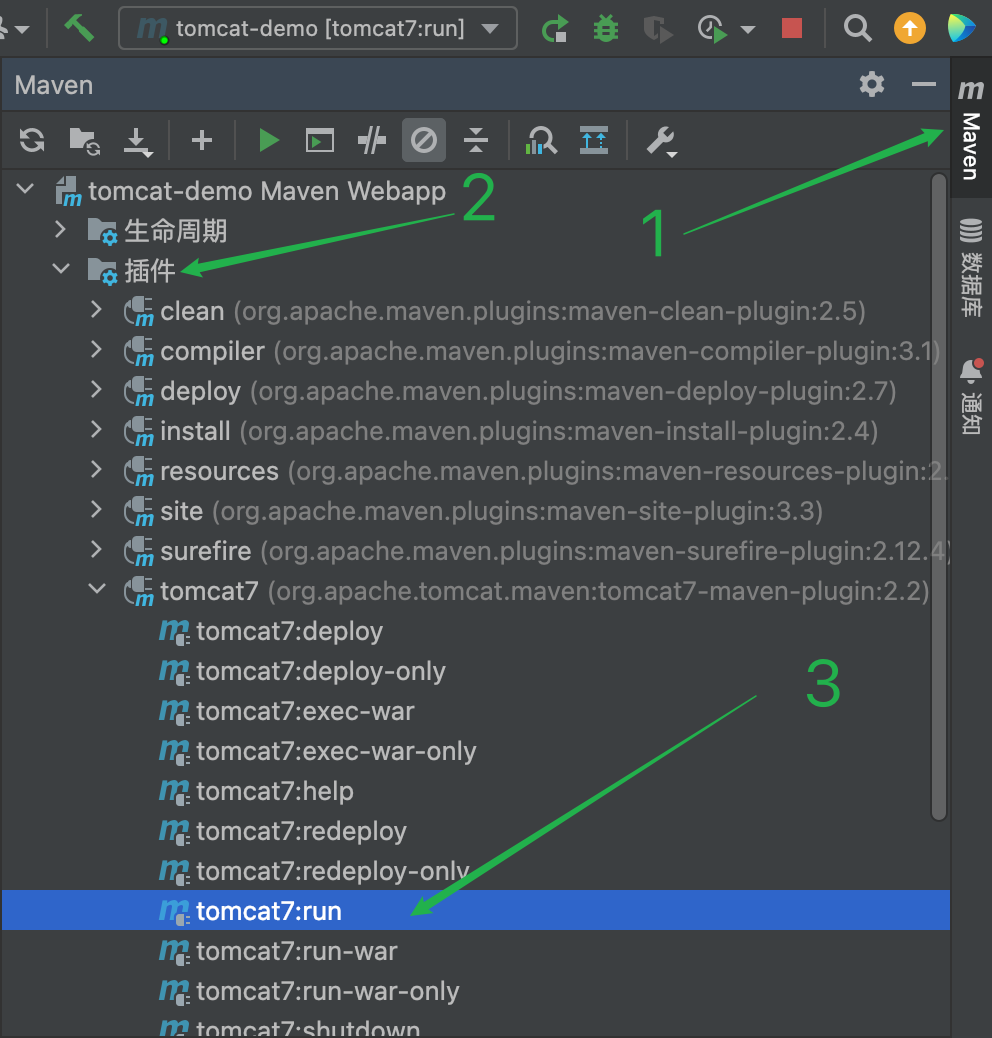 tomcat-demo [tomcat7:run]
Maven
Maven
tomcat-demo Maven Webapp
2
1
生命周期
插件
数据库
clean (org.apache.maven.plugins:maven-clean-plugin:2.5)
compiler (org.apache.maven.plugins:maven-compiler-plugin:3.1)
deploy (org.apache.maven.plugins:maven-deploy-plugin:2.7)
通知
install (org.apache.maven.plugins:maven-install-plugin:2.4)
resources (org.apache.maven.plugins:maven-resources-plugin:2.
site (org.apache.maven.plugins:maven-site-plugin:3.3)
surefire (org.apache.maven.plugins:maven-surefire-plugin:2.12.4)
tomcat7 (org.apache.tomcat.maven:tomcat7-maven-plugin:2.2)
tomcat7:deploy
tomcat7:deploy-only
3
tomcat7:exec-war
tomcat7:exec-war-only
tomcat7:help
tomcat7:redeploy
tomcat7:redeploy-only
tomcat7:run
tomcat7:run-war
tomcat7:run-war-only
tomcat7:shutdown